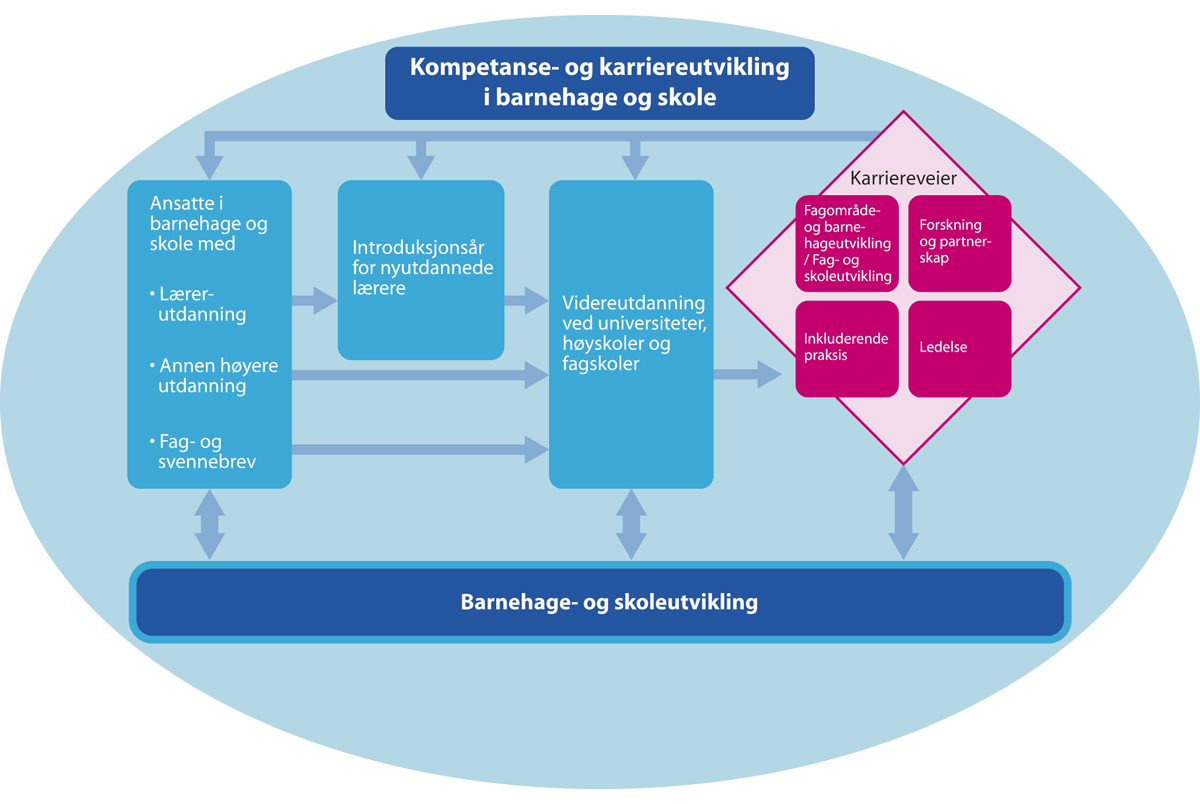 Kompetanse- og karriereutvikling
i barnehage og skole
Ansatte i
barnehage og
skole med
• Lærer-
utdanning
• Annen høyere
utdanning
• Fag- og
svennebrev
Introduksjonsår
for nyutdannede
lærere
Videreutdanning
ved universiteter,
høyskoler og
fagskoler
Karriereveier
Fagområde-
og barne-
hageutvikling
/ Fag- og
skoleutvikling
Forskning
og partner-
skap
Inkluderende
praksis
Ledelse
Barnehage- og skoleutvikling